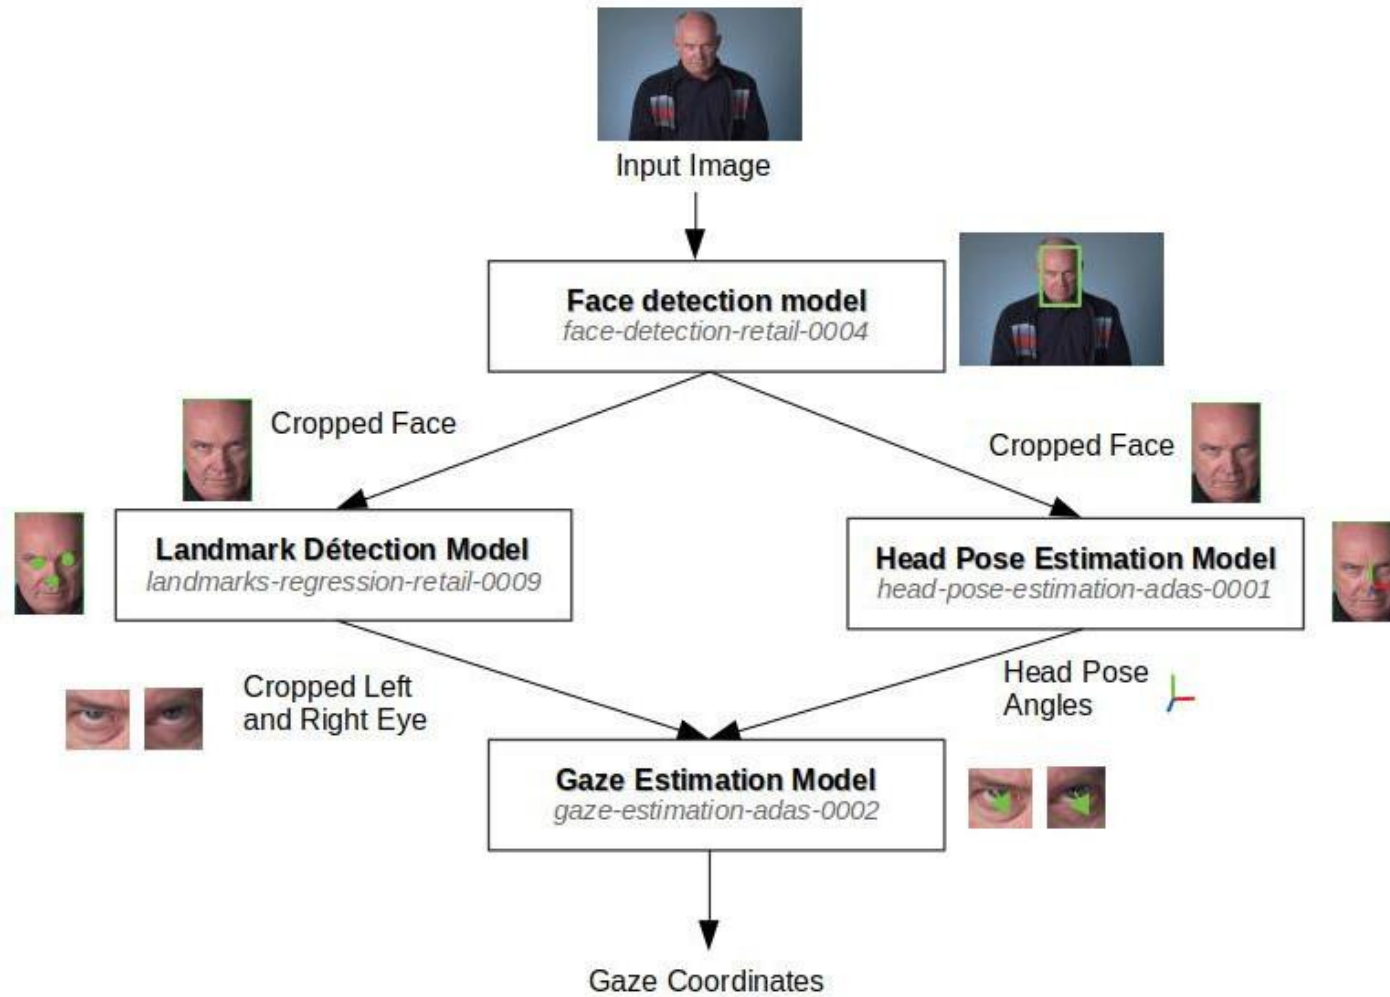 Input Image
Face detection model
face-detection-retail-0004
Cropped Face
Cropped Face
Landmark Détection Model
landmarks-regression-retail-0009
Head Pose Estimation Model
head-pose-estimation-adas-0001
Cropped Left
and Right Eye
Head Pose
Angles
Gaze Estimation Model
gaze-estimation-adas-0002
Gaze Coordinates